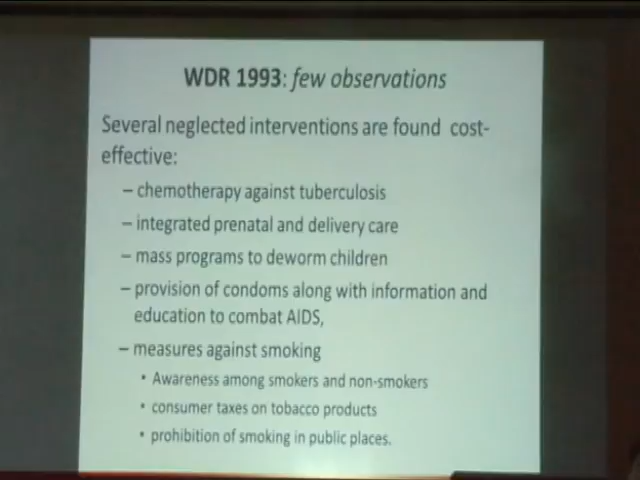 WDR 1993: few observations
Several neglected interventions are found cost-
effective:
– chemotherapy against tuberculosis
– integrated prenatal and delivery care
– mass programs to deworm children
– provision of condoms along with information and
education to combat AIDS,
– measures against smoking
• Awareness among smokers and non-smokers
• consumer taxes on tobacco products
• prohibition of smoking in public places.